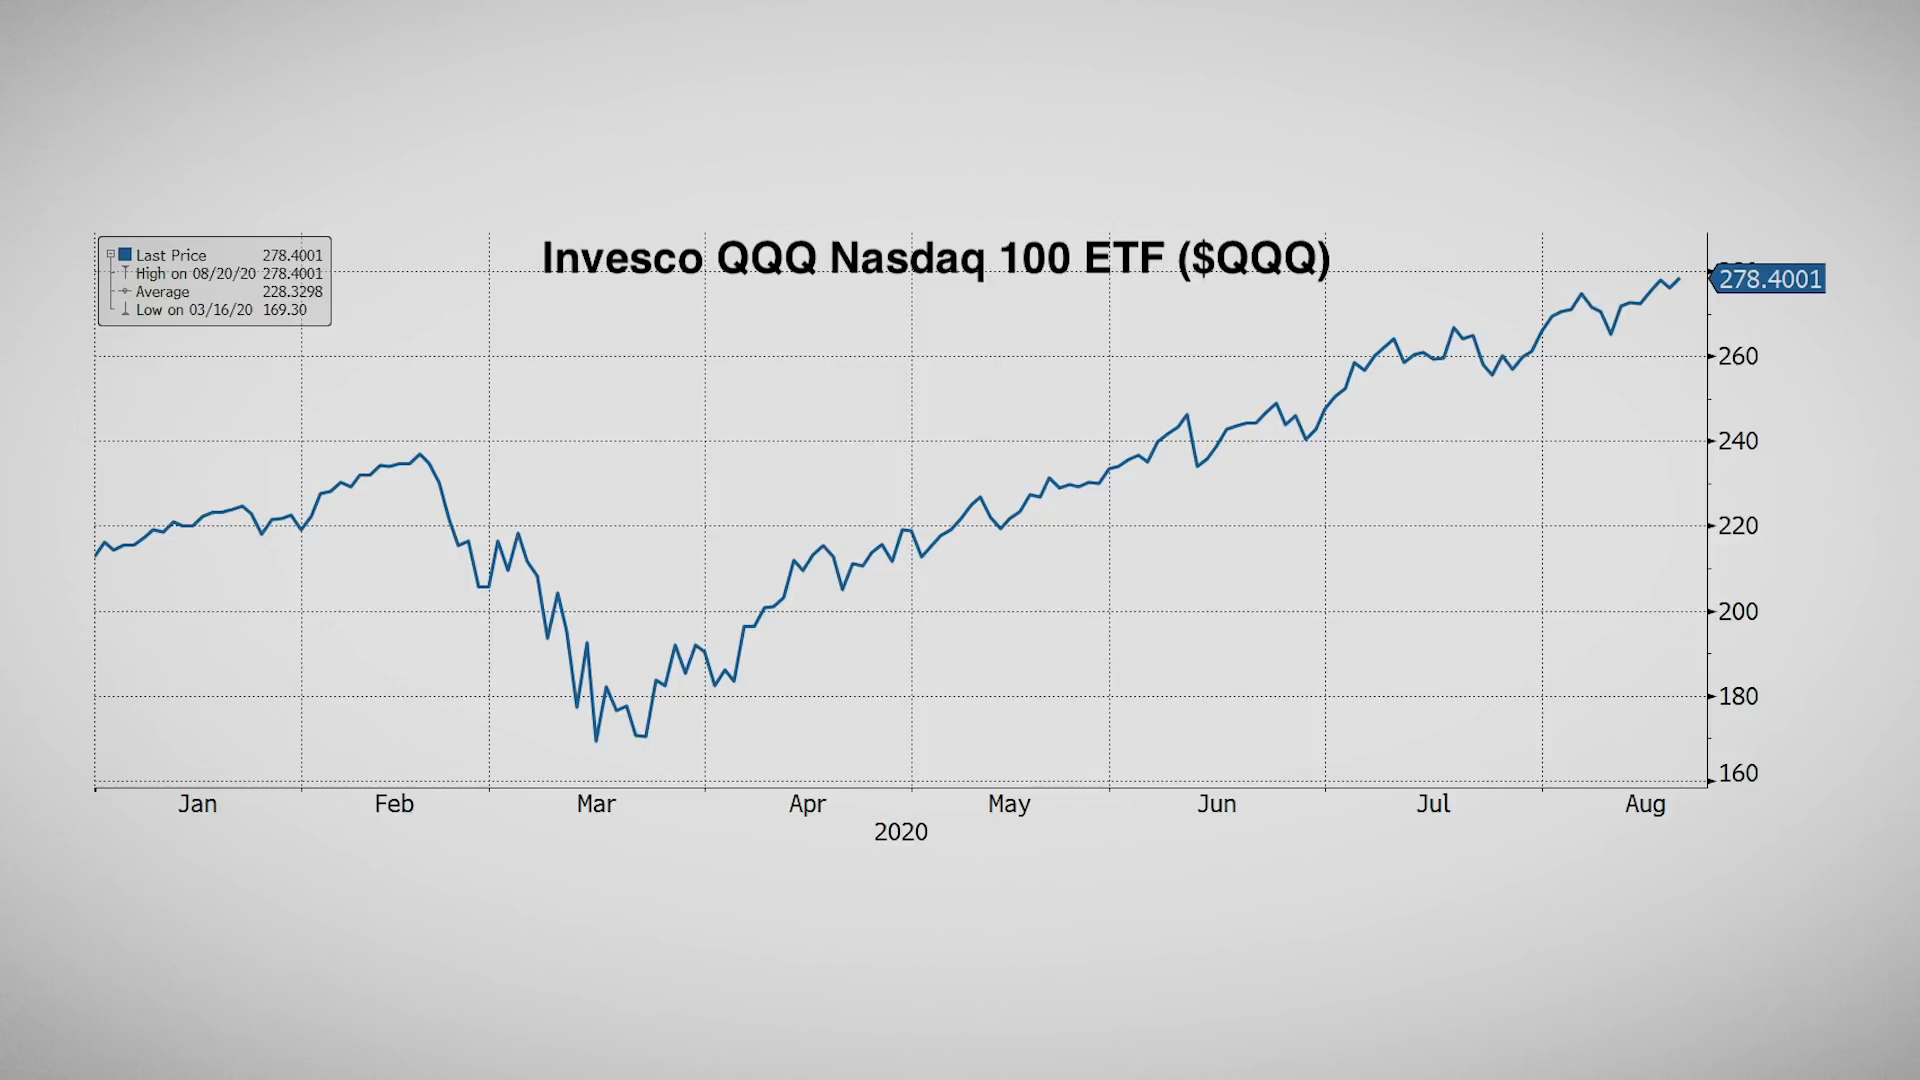 Invesco QQQ Nasdaq 100 ETF ($QQQ)
Last Price 278.4001
High on 08/20/20 278.4001
Average 228.3298
Low on 03/16/20 169.30
278.4001
260
240
220
200
180
160
Jan Feb Mar Apr May Jun Jul Aug
2020